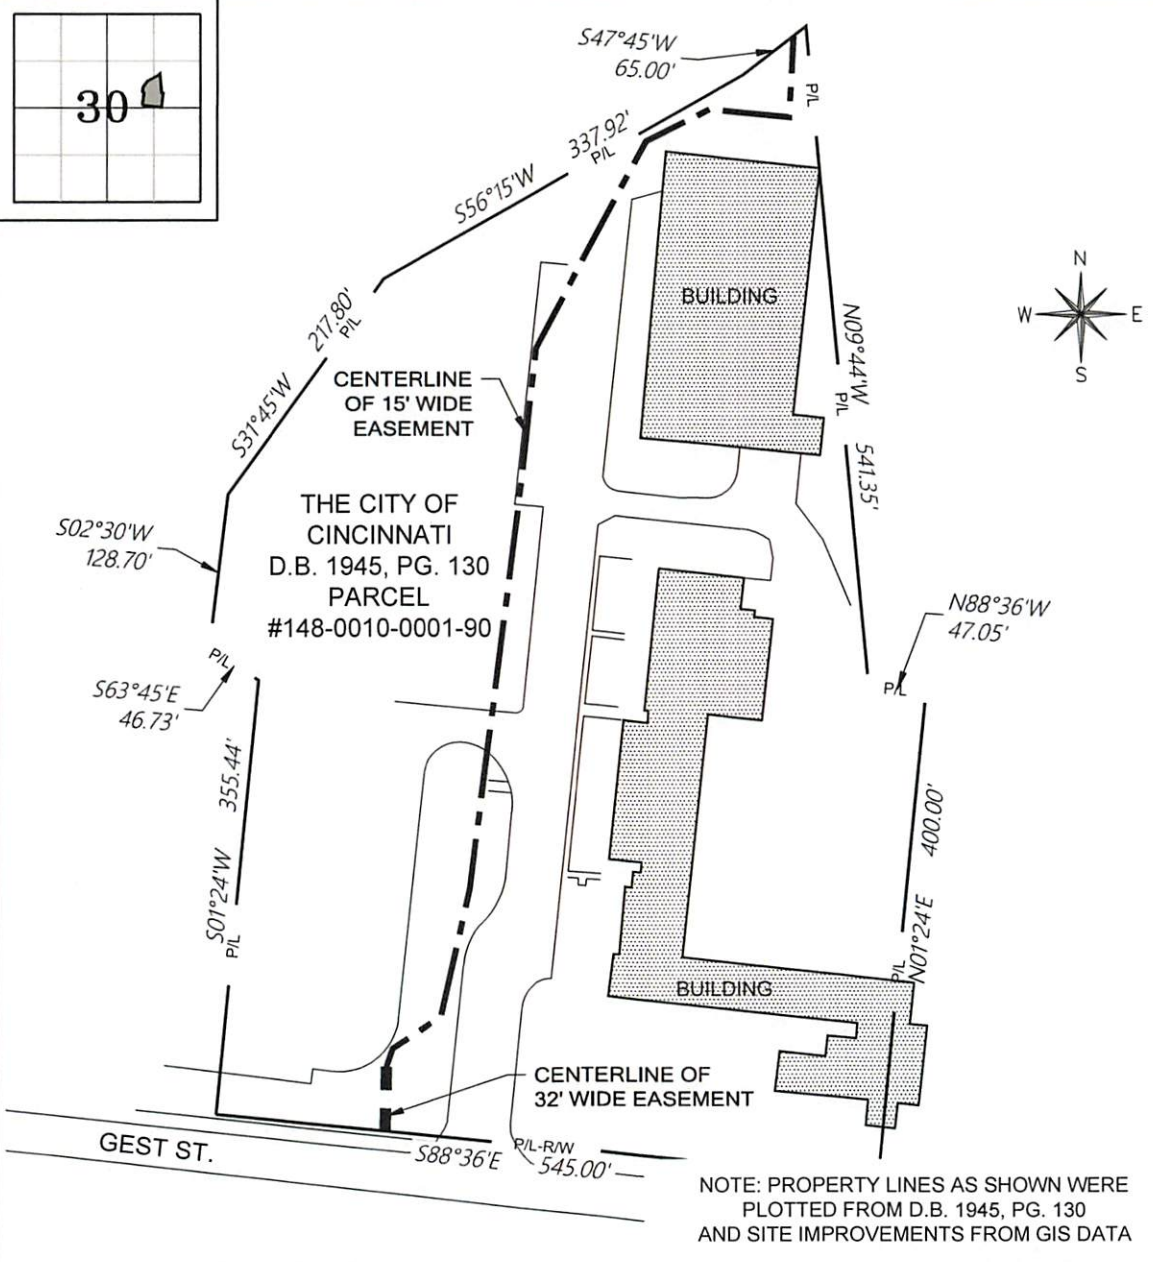 30
S47°45'W
65.00'
P/L
337.92'
P/L
S56°15'W
BUILDING
217.80'
P/L
N
W E
S
N09°44'W
P/L
541.35'
CENTERLINE
OF 15' WIDE
EASEMENT
S31°45'W
THE CITY OF
CINCINNATI
D.B. 1945, PG. 130
PARCEL
#148-0010-0001-90
S02°30'W
128.70'
N88°36'W
47.05'
P/L
P/L
S63°45'E
46.73'
355.44'
400.00'
S01°24'W
P/L
N01°24'E
P/L
BUILDING
CENTERLINE OF
32' WIDE EASEMENT
GEST ST.
S88°36'E
P/L-R/W
545.00'
NOTE: PROPERTY LINES AS SHOWN WERE
PLOTTED FROM D.B. 1945, PG. 130
AND SITE IMPROVEMENTS FROM GIS DATA